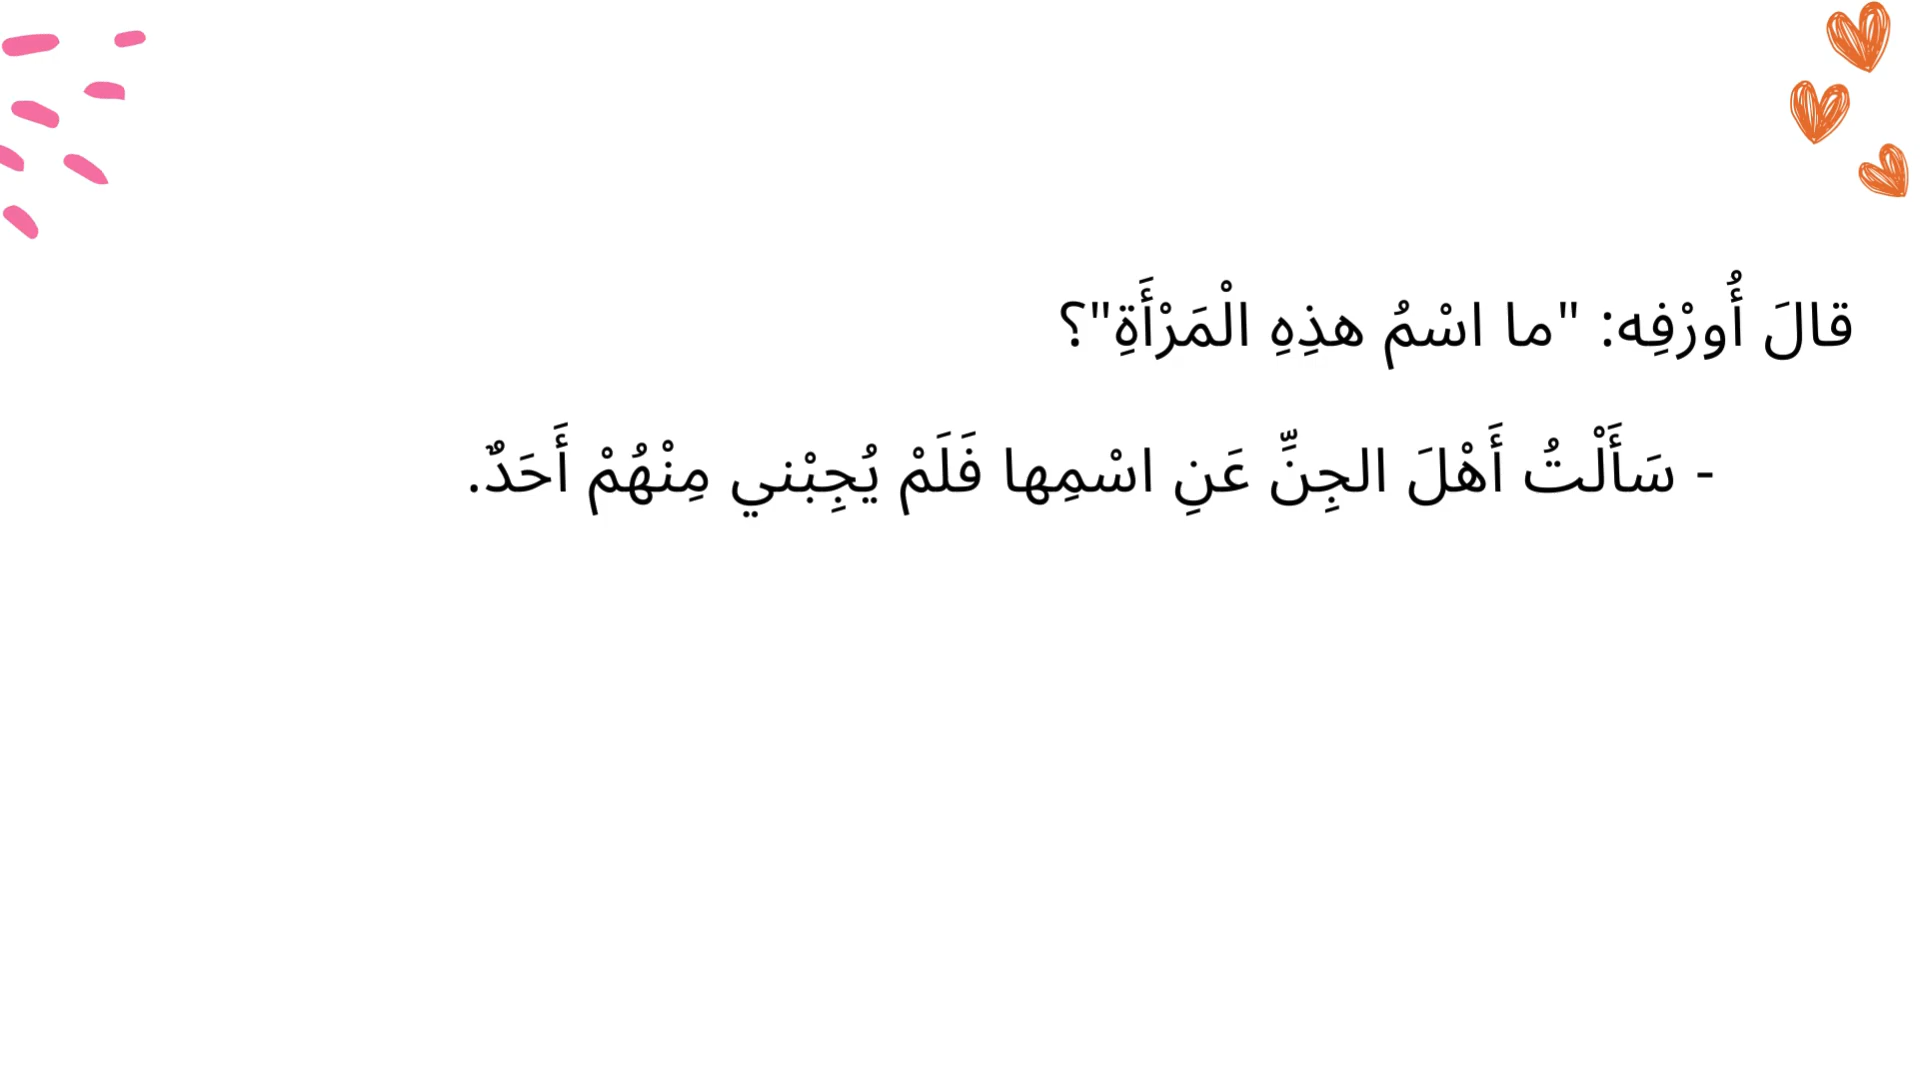 قالَ أُورْفِه: "ما اسْمُ هذِهِ الْمَرْأَةِ"؟
- سَأَلْتُ أَهْلَ الجِنِّ عَنِ اسْمِها فَلَمْ يُجِبْني مِنْهُمْ أَحَدٌ.